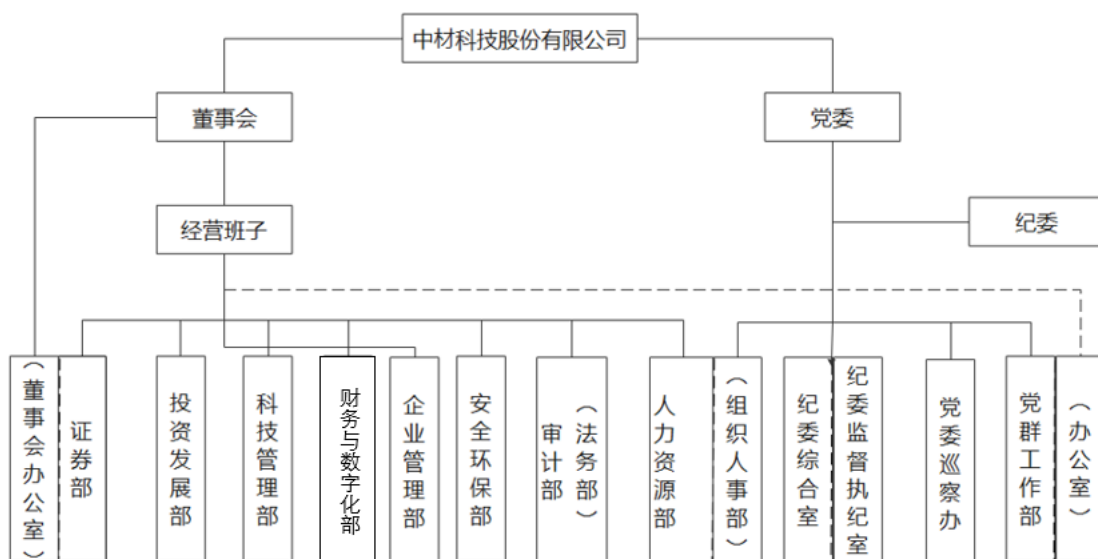 中材科技股份有限公司
董事会
党委
经营班子
纪委
（董事会办公室）
证券部
投资发展部
科技管理部
财务与数字化部
企业管理部
安全环保部
审计部
（法务部）
人力资源部
（组织人事部）
纪委综合室
纪委监督执纪室
党委巡察办
党群工作部
（办公室）